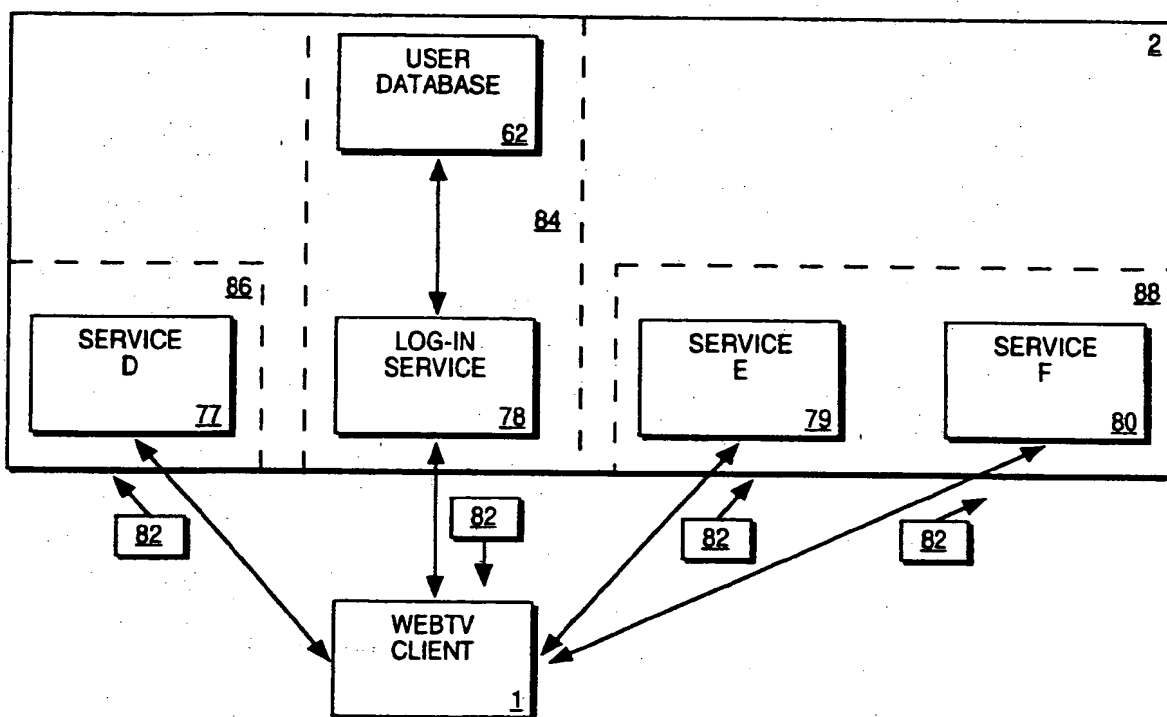 2
USER
DATABASE
62
84
86
88
SERVICE
D
77
LOG-IN
SERVICE
78
SERVICE
E
79
SERVICE
F
80
82
82
82
82
WEBTV
CLIENT
1